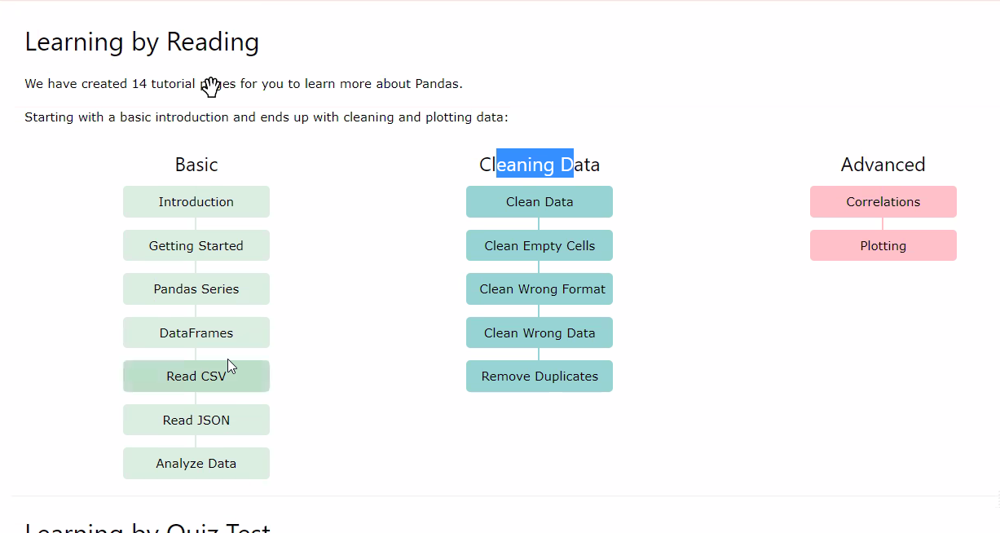 Learning by Reading
We have created 14 tutorial pages for you to learn more about Pandas.
Starting with a basic introduction and ends up with cleaning and plotting data:
Basic
Introduction
Getting Started
Pandas Series
DataFrames
Read CSV
Read JSON
Analyze Data
Cleaning Data
Clean Data
Clean Empty Cells
Clean Wrong Format
Clean Wrong Data
Remove Duplicates
Advanced
Correlations
Plotting
Learning by Quiz Test